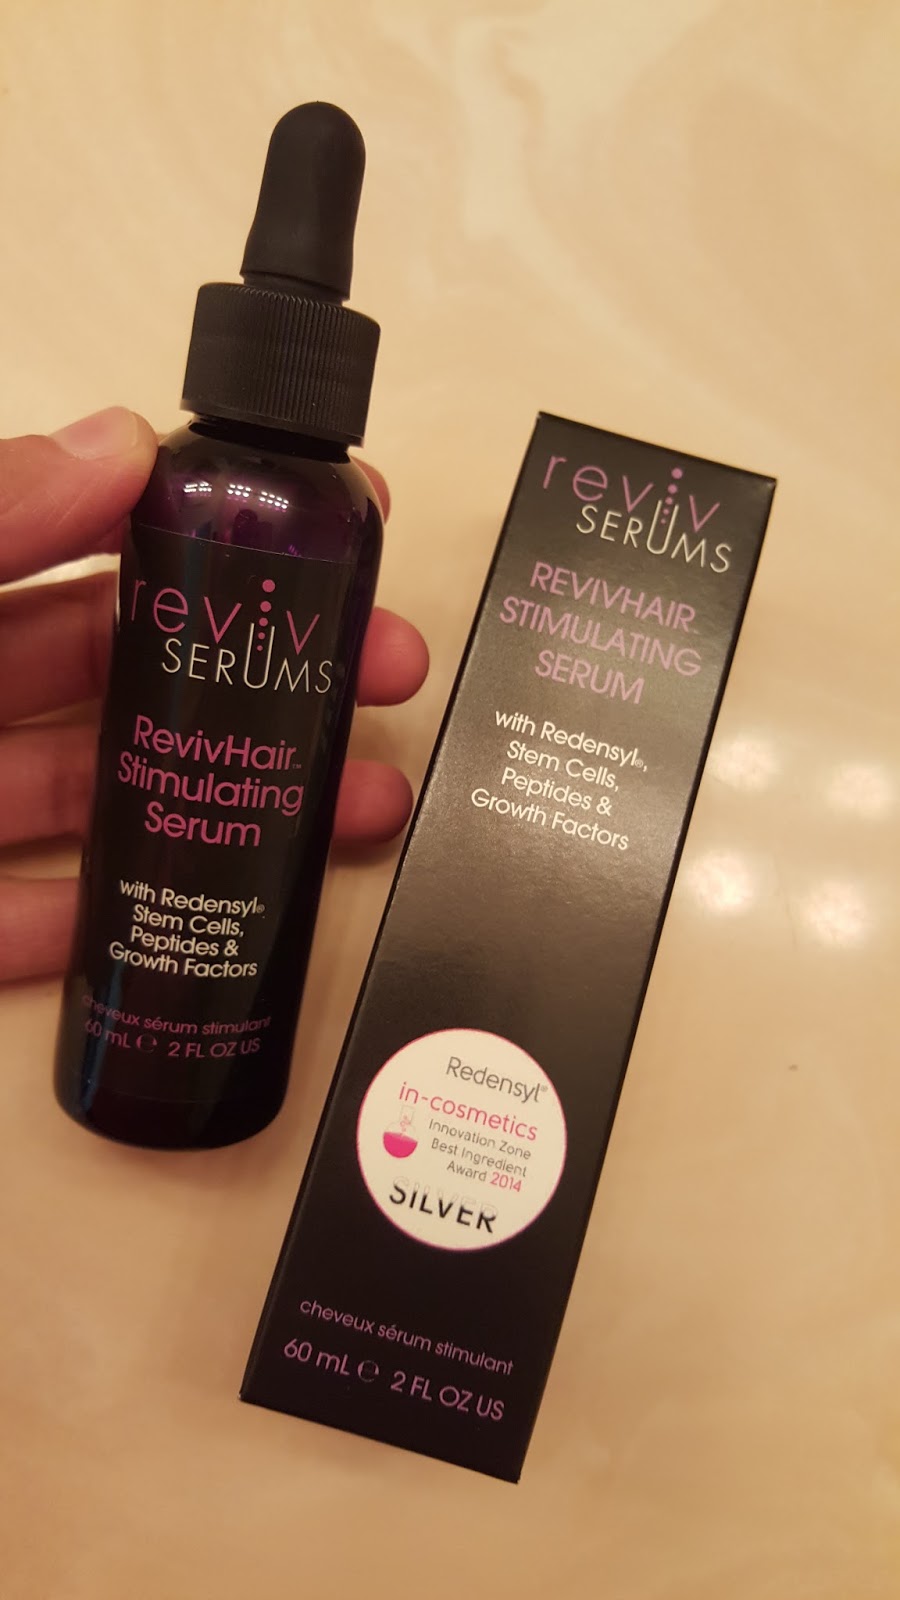 reviv
SERUMS
RevivHair™
Stimulating
Serum
with Redensyl®,
Stem Cells,
Peptides &
Growth Factors
cheveux sérum stimulant
60 mL ℮ 2 FL OZ US
reviv
SERUMS
REVIVHAIR™
STIMULATING
SERUM
with Redensyl®,
Stem Cells,
Peptides &
Growth Factors
Redensyl®
in-cosmetics
Innovation Zone
Best Ingredient
Award 2014
SILVER
cheveux sérum stimulant
60 mL ℮ 2 FL OZ US